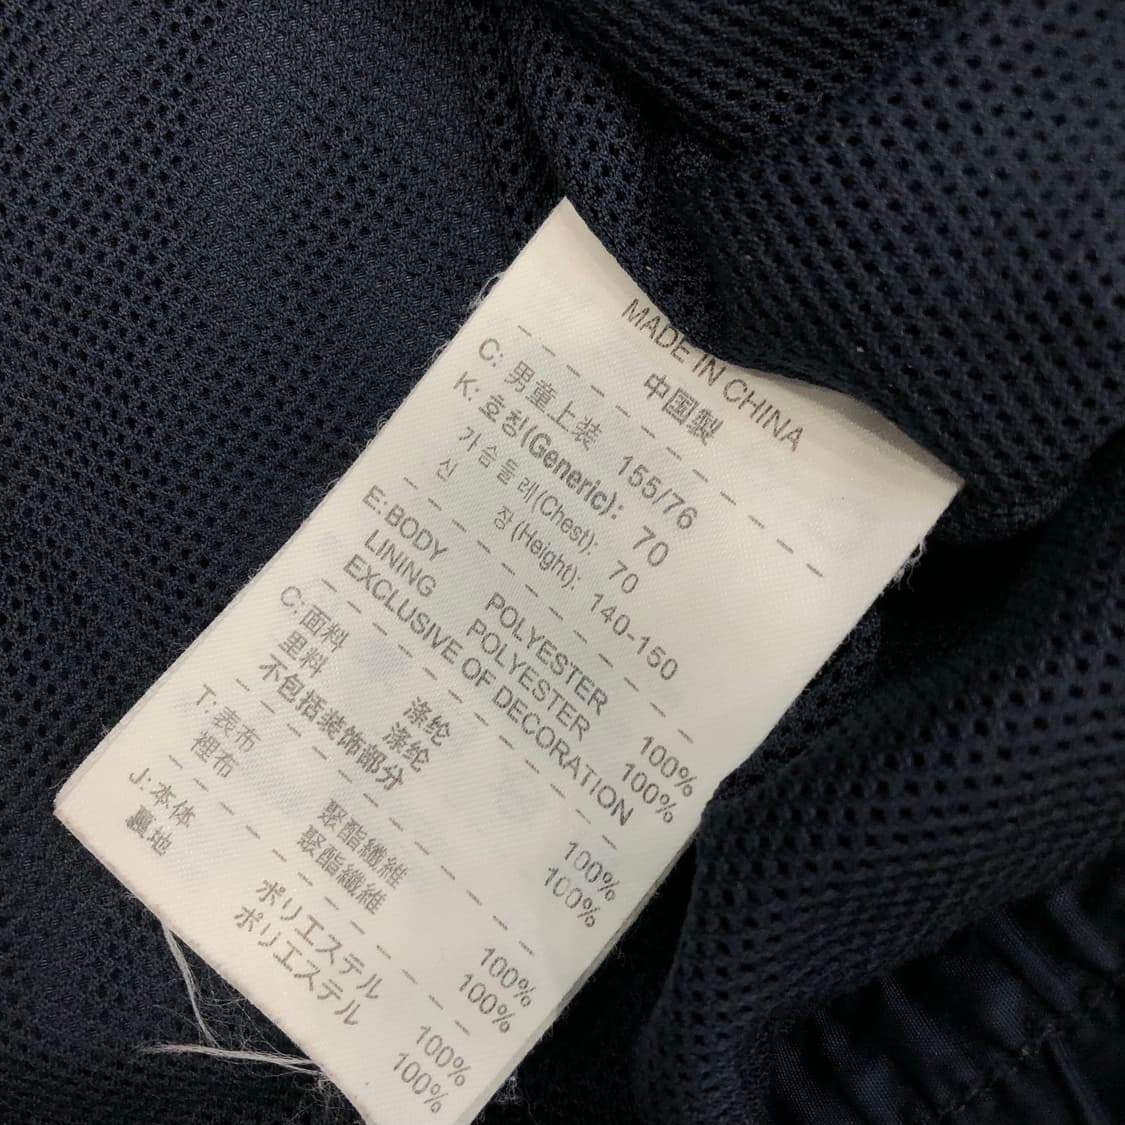 MADE IN CHINA
中国製
C: 男童上装 155/76
K: 호칭(Generic): 70
가슴둘레(Chest): 70
신 장(Height): 140-150
E: BODY POLYESTER 100%
LINING POLYESTER 100%
EXCLUSIVE OF DECORATION
C: 面料 涤纶 100%
里料 涤纶 100%
不包括装饰部分
T: 表布 聚酯纖維 100%
裡布 聚酯纖維 100%
J: 本体 ポリエステル 100%
裏地 ポリエステル 100%